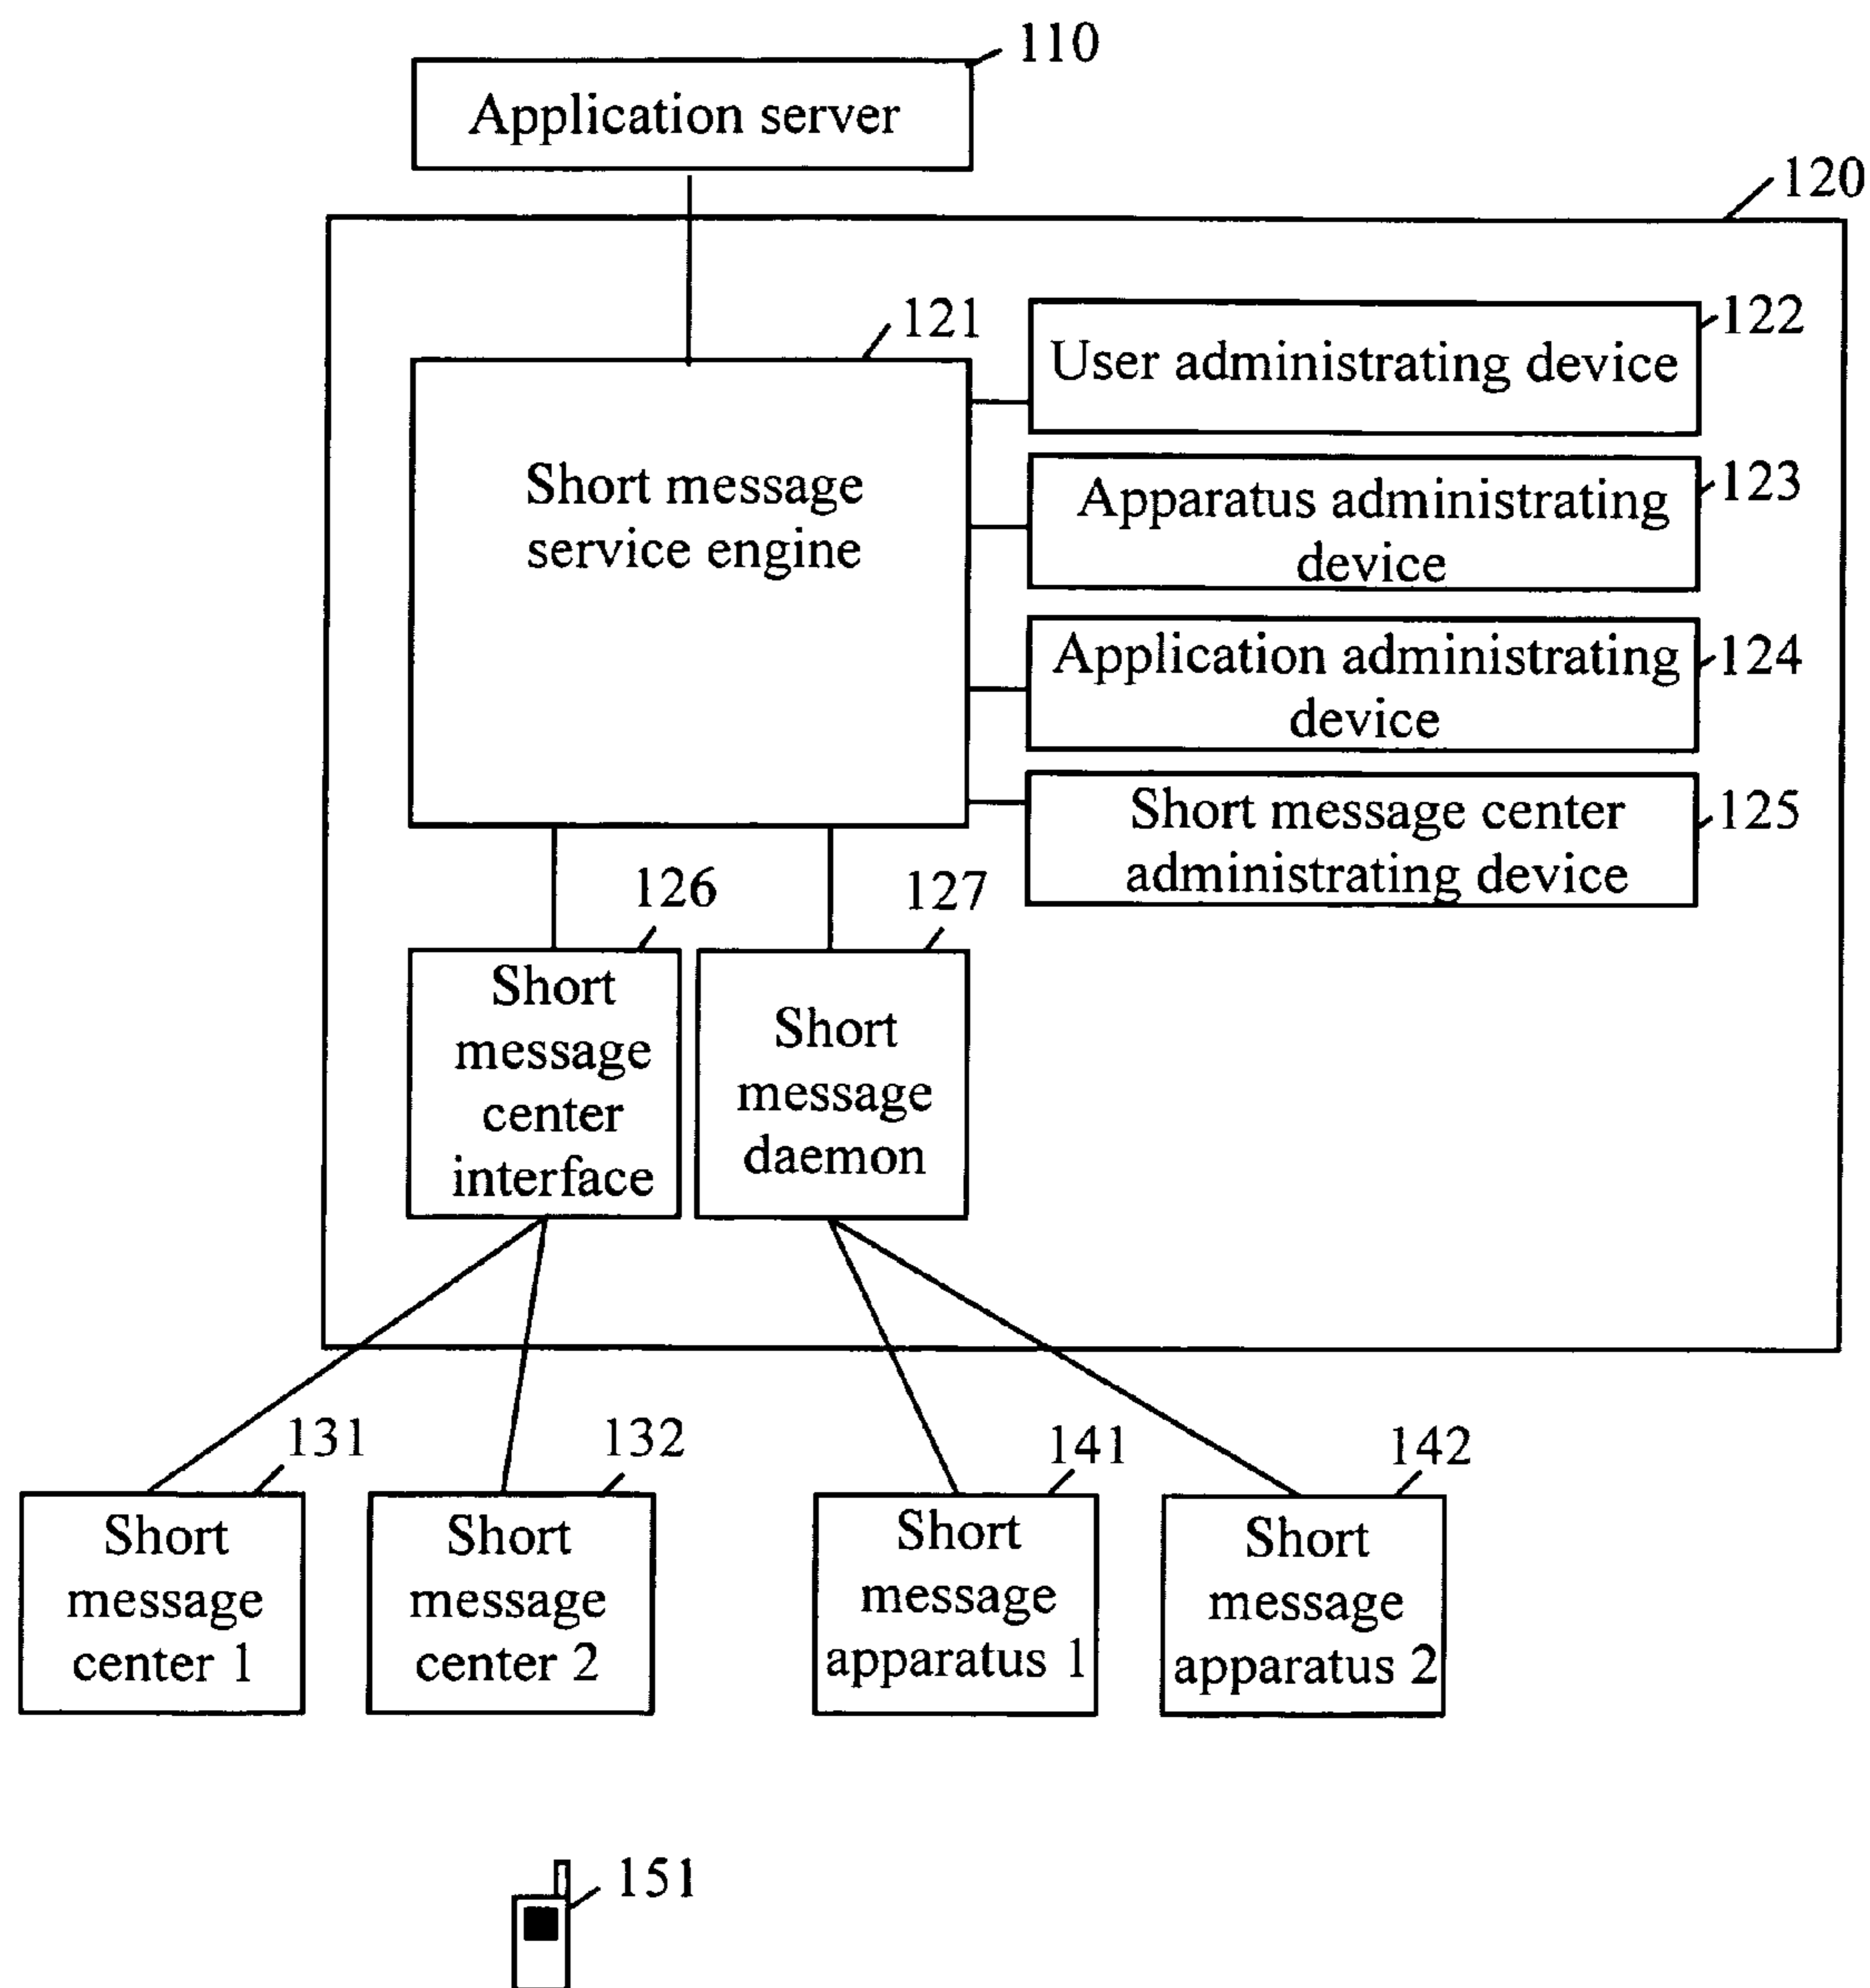 110
Application server
120
121
Short message
service engine
122
User administrating device
123
Apparatus administrating
device
124
Application administrating
device
125
Short message center
administrating device
126
Short
message
center
interface
127
Short
message
daemon
131
Short
message
center 1
132
Short
message
center 2
141
Short
message
apparatus 1
142
Short
message
apparatus 2
151